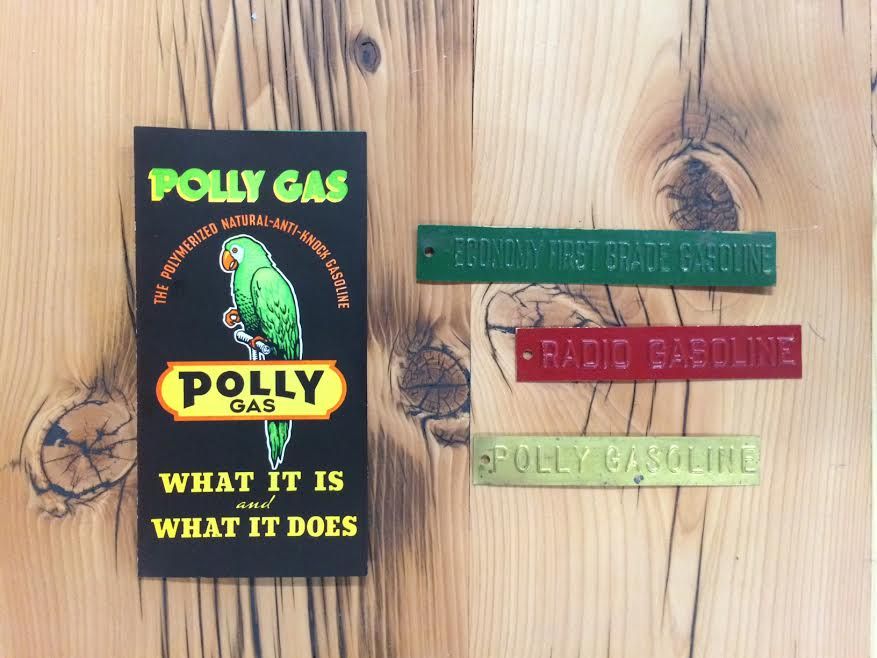 POLLY GAS
THE POLYMERIZED NATURAL-ANTI-KNOCK GASOLINE
POLLY
GAS
WHAT IT IS
and
WHAT IT DOES
ECONOMY FIRST GRADE GASOLINE
RADIO GASOLINE
POLLY GASOLINE